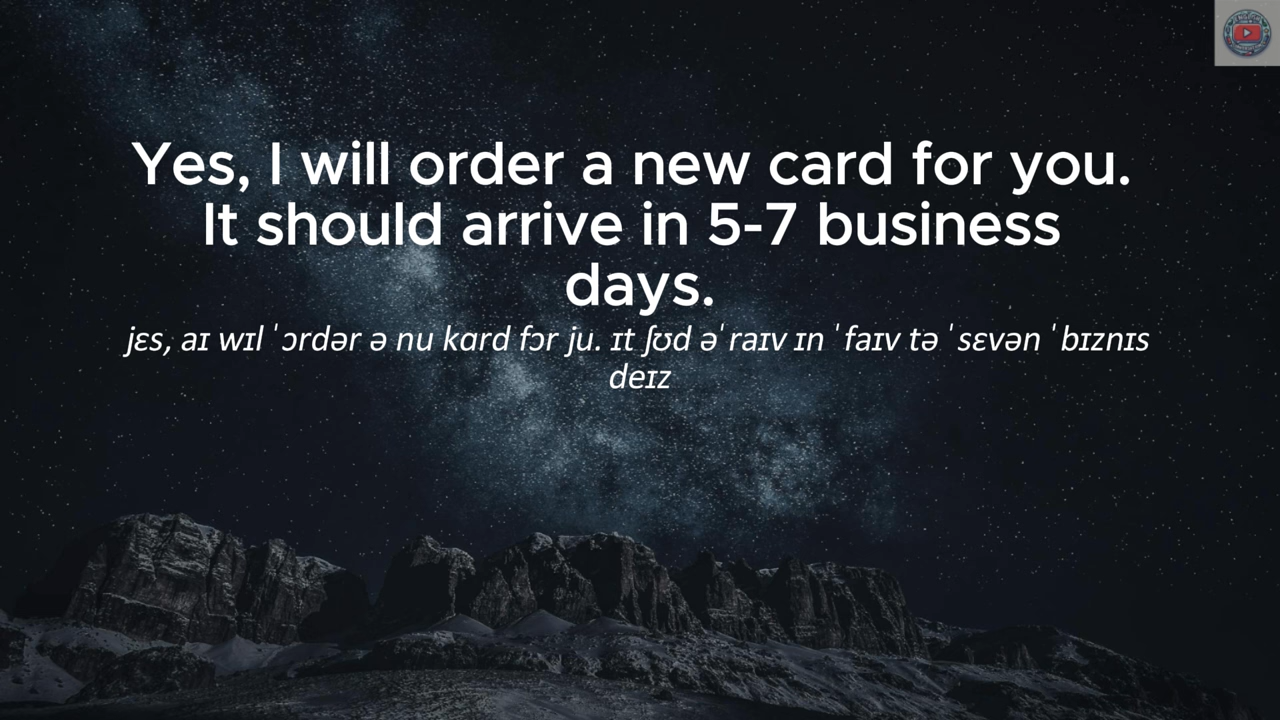 Yes, I will order a new card for you.
It should arrive in 5-7 business
days.
jɛs, aɪ wɪl ˈɔrdər ə nu kɑrd fɔr ju. ɪt ʃʊd əˈraɪv ɪn ˈfaɪv tə ˈsɛvən ˈbɪznɪs
deɪz